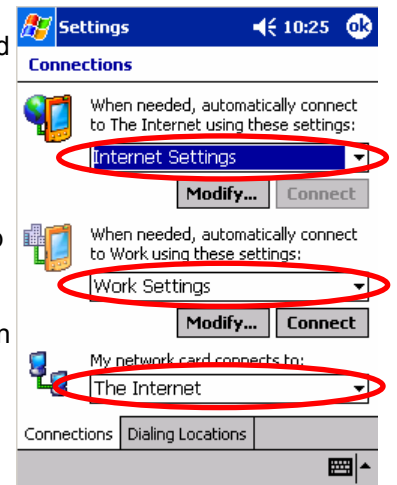 Settings 10:25 ok
d
Connections
When needed, automatically connect
to The Internet using these settings:
Internet Settings
Modify... Connect
o
When needed, automatically connect
to Work using these settings:
Work Settings
Modify... Connect
n
My network card connects to:
The Internet
Connections Dialing Locations